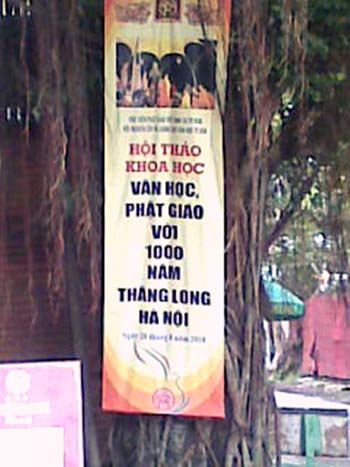 HỘI THẢO
KHOA HỌC
VĂN HỌC,
PHẬT GIÁO
VỚI
1000
NĂM
THĂNG LONG
HÀ NỘI